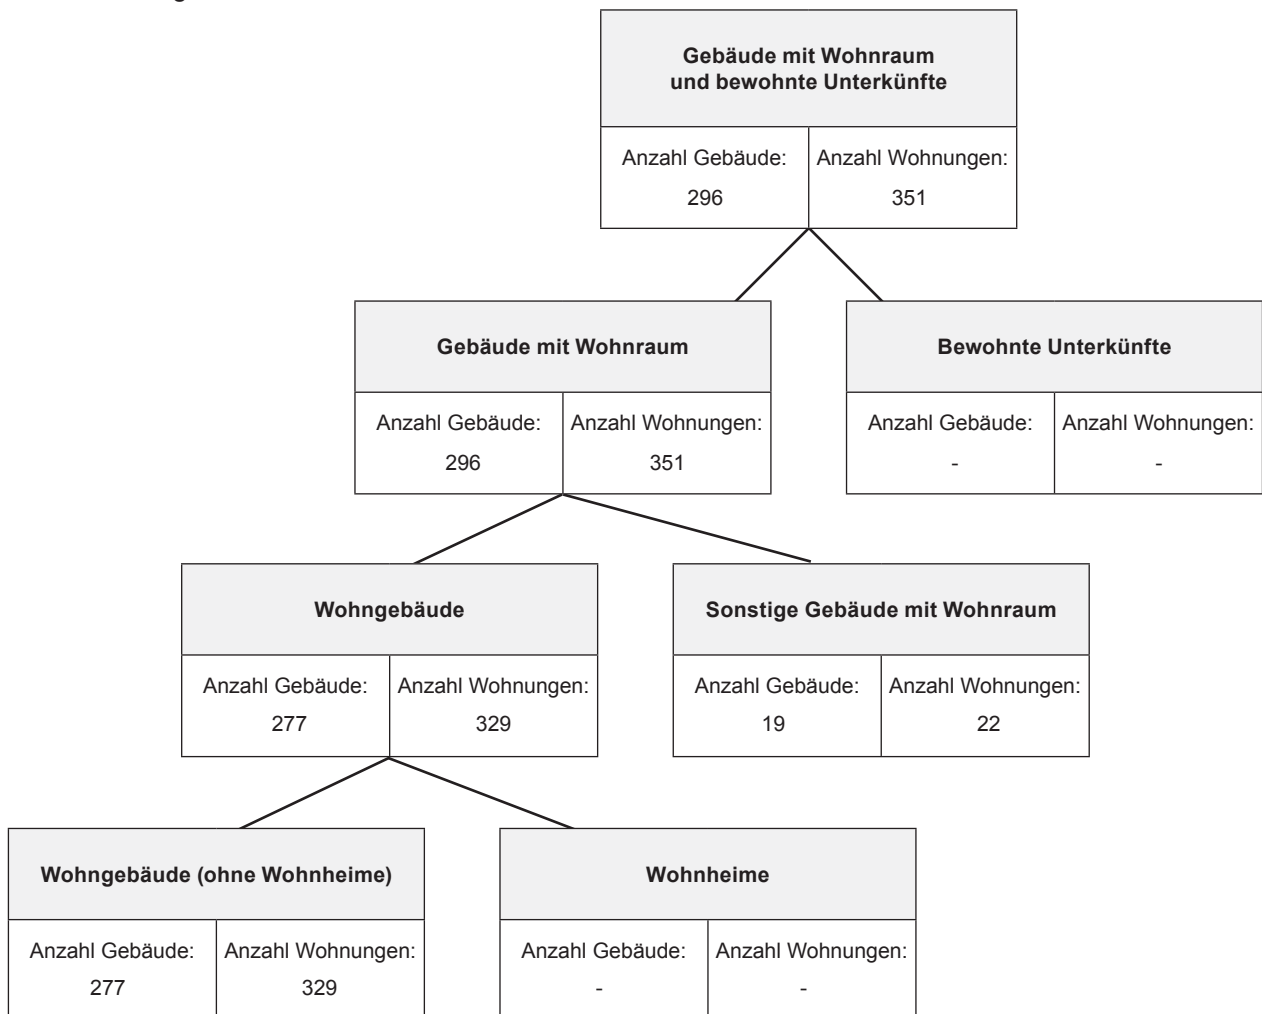 Gebäude mit Wohnraum
und bewohnte Unterkünfte
Anzahl Gebäude: Anzahl Wohnungen:
296 351
Gebäude mit Wohnraum Bewohnte Unterkünfte
Anzahl Gebäude: Anzahl Wohnungen: Anzahl Gebäude: Anzahl Wohnungen:
296 351 - -
Wohngebäude Sonstige Gebäude mit Wohnraum
Anzahl Gebäude: Anzahl Wohnungen: Anzahl Gebäude: Anzahl Wohnungen:
277 329 19 22
Wohngebäude (ohne Wohnheime) Wohnheime
Anzahl Gebäude: Anzahl Wohnungen: Anzahl Gebäude: Anzahl Wohnungen:
277 329 - -